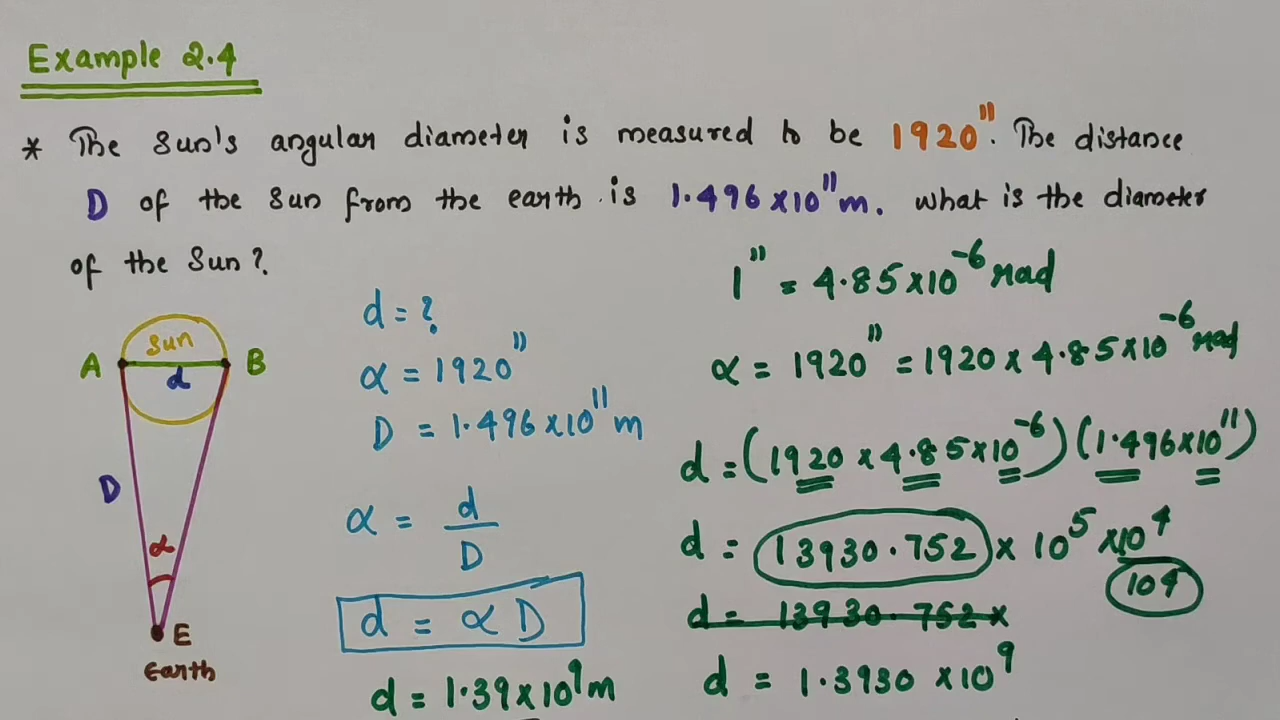 Example 2.4
* The Sun's angular diameter is measured to be 1920". The distance
D of the Sun from the earth is 1.496 x 10¹¹ m. what is the diameter
of the Sun?
Sun
A
B
d
D
α
E
Earth
d = ?
α = 1920"
D = 1.496 x 10¹¹ m
α = d/D
d = α D
d = 1.39 x 10⁹ m
1" = 4.85 x 10⁻⁶ rad
α = 1920" = 1920 x 4.85 x 10⁻⁶ rad
d = (1920 x 4.85 x 10⁻⁶) (1.496 x 10¹¹)
d = 13930.752 x 10⁵ x 10⁴
104
d = 13930.752 x
d = 1.3930 x 10⁹